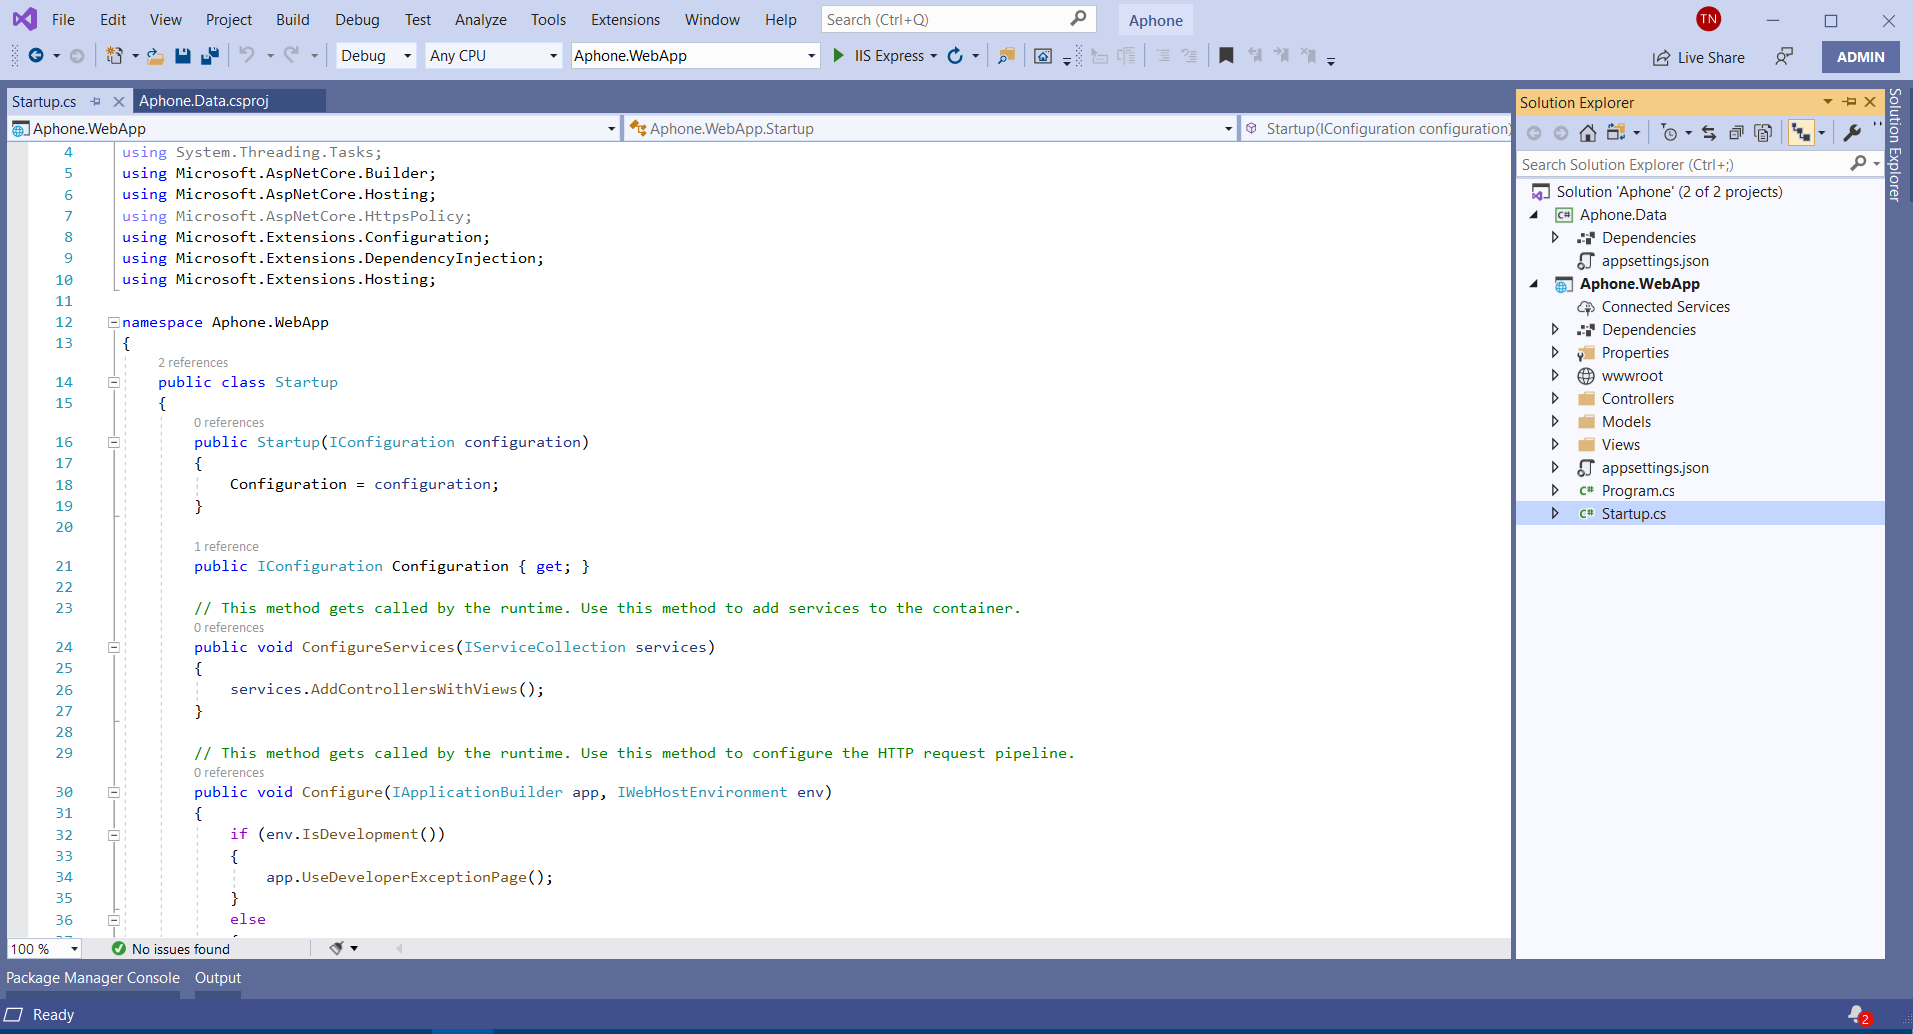 File Edit View Project Build Debug Test Analyze Tools Extensions Window Help Search (Ctrl+Q) Aphone TN
Debug Any CPU Aphone.WebApp IIS Express Live Share ADMIN
Startup.cs Aphone.Data.csproj
Aphone.WebApp Aphone.WebApp.Startup Startup(IConfiguration configuration)
4 using System.Threading.Tasks;
5 using Microsoft.AspNetCore.Builder;
6 using Microsoft.AspNetCore.Hosting;
7 using Microsoft.AspNetCore.HttpsPolicy;
8 using Microsoft.Extensions.Configuration;
9 using Microsoft.Extensions.DependencyInjection;
10 using Microsoft.Extensions.Hosting;
11
12 namespace Aphone.WebApp
13 {
2 references
14 public class Startup
15 {
0 references
16 public Startup(IConfiguration configuration)
17 {
18 Configuration = configuration;
19 }
20
1 reference
21 public IConfiguration Configuration { get; }
22
23 // This method gets called by the runtime. Use this method to add services to the container.
0 references
24 public void ConfigureServices(IServiceCollection services)
25 {
26 services.AddControllersWithViews();
27 }
28
29 // This method gets called by the runtime. Use this method to configure the HTTP request pipeline.
0 references
30 public void Configure(IApplicationBuilder app, IWebHostEnvironment env)
31 {
32 if (env.IsDevelopment())
33 {
34 app.UseDeveloperExceptionPage();
35 }
36 else
100 % No issues found
Package Manager Console Output
Ready
2
Solution Explorer
Search Solution Explorer (Ctrl+;)
Solution 'Aphone' (2 of 2 projects)
C# Aphone.Data
Dependencies
appsettings.json
Aphone.WebApp
Connected Services
Dependencies
Properties
wwwroot
Controllers
Models
Views
appsettings.json
C# Program.cs
C# Startup.cs
Solution Explorer